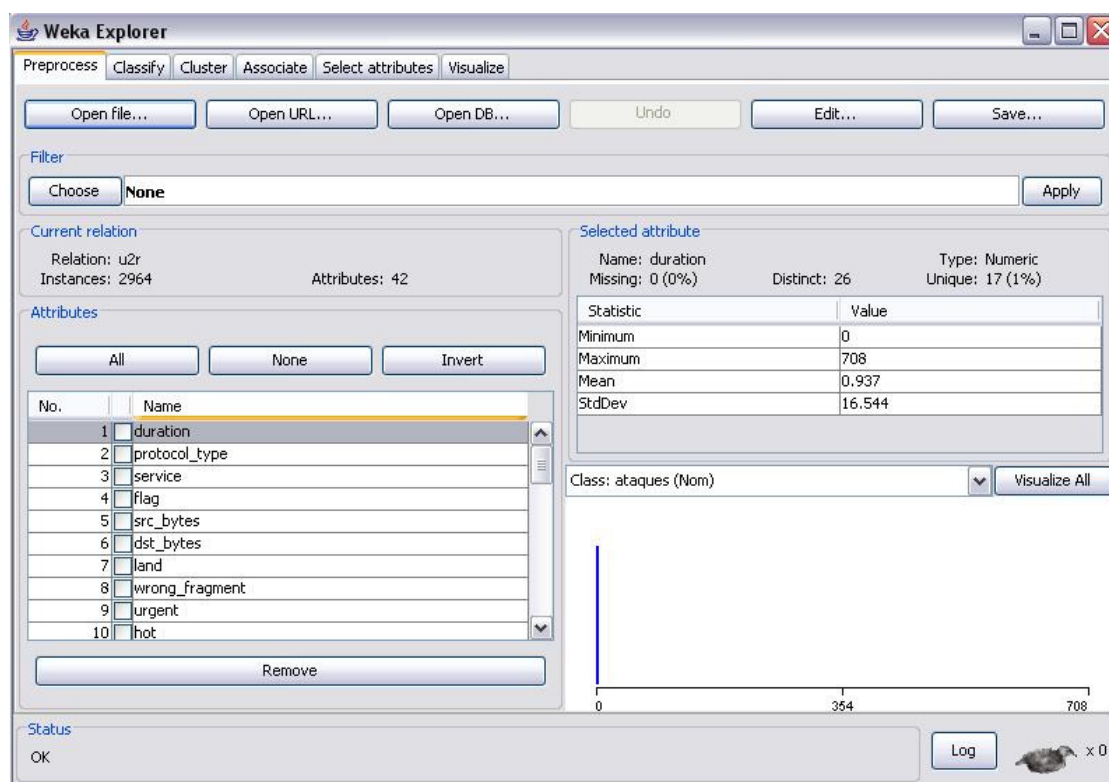 Weka Explorer
Preprocess Classify Cluster Associate Select attributes Visualize
Open file... Open URL... Open DB... Undo Edit... Save...
Filter
Choose None Apply
Current relation
Relation: u2r
Instances: 2964 Attributes: 42
Selected attribute
Name: duration Type: Numeric
Missing: 0 (0%) Distinct: 26 Unique: 17 (1%)
Statistic Value
Minimum 0
Maximum 708
Mean 0.937
StdDev 16.544
Attributes
All None Invert
No. Name
1 duration
2 protocol_type
3 service
4 flag
5 src_bytes
6 dst_bytes
7 land
8 wrong_fragment
9 urgent
10 hot
Remove
Class: ataques (Nom) Visualize All
0 354 708
Status
OK
Log x 0